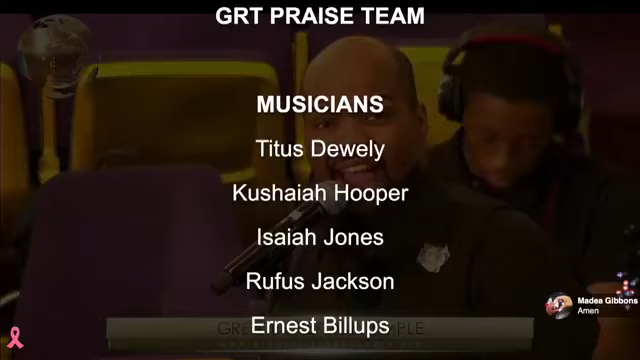 GRT PRAISE TEAM
MUSICIANS
Titus Dewely
Kushaiah Hooper
Isaiah Jones
Rufus Jackson
Ernest Billups
Madea Gibbons
Amen